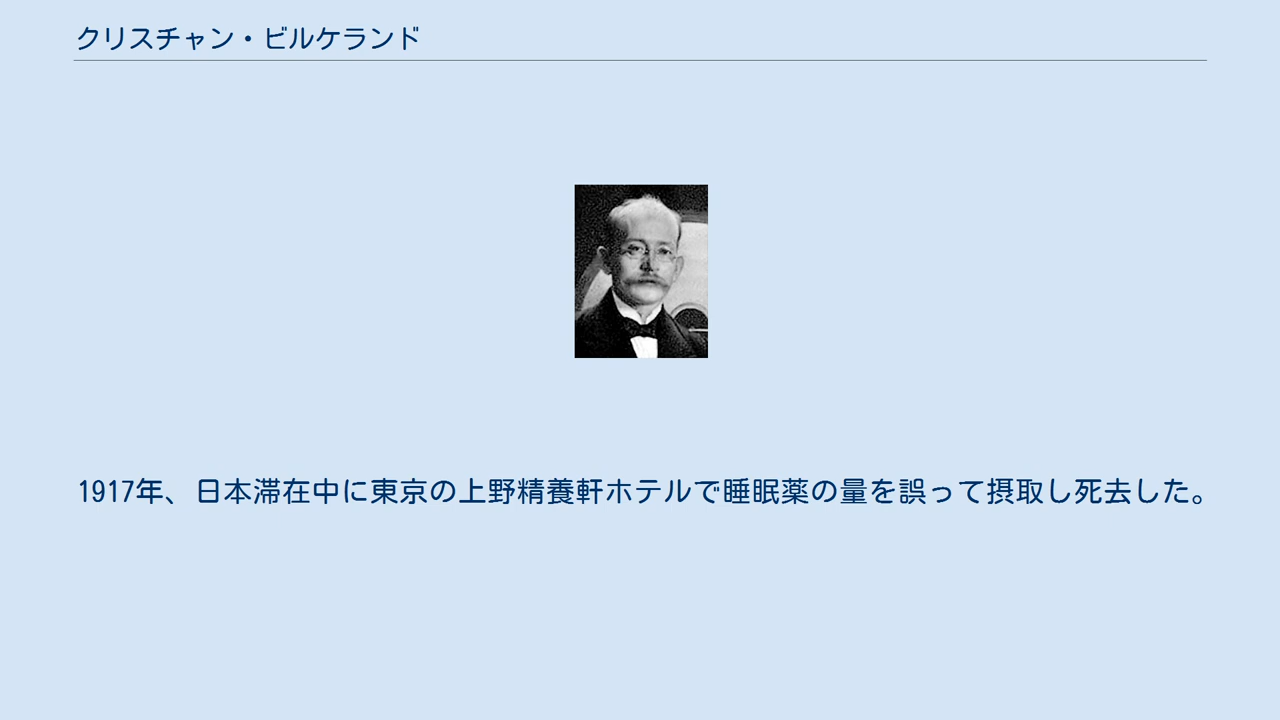 クリスチャン・ビルケランド
1917年、日本滞在中に東京の上野精養軒ホテルで睡眠薬の量を誤って摂取し死去した。